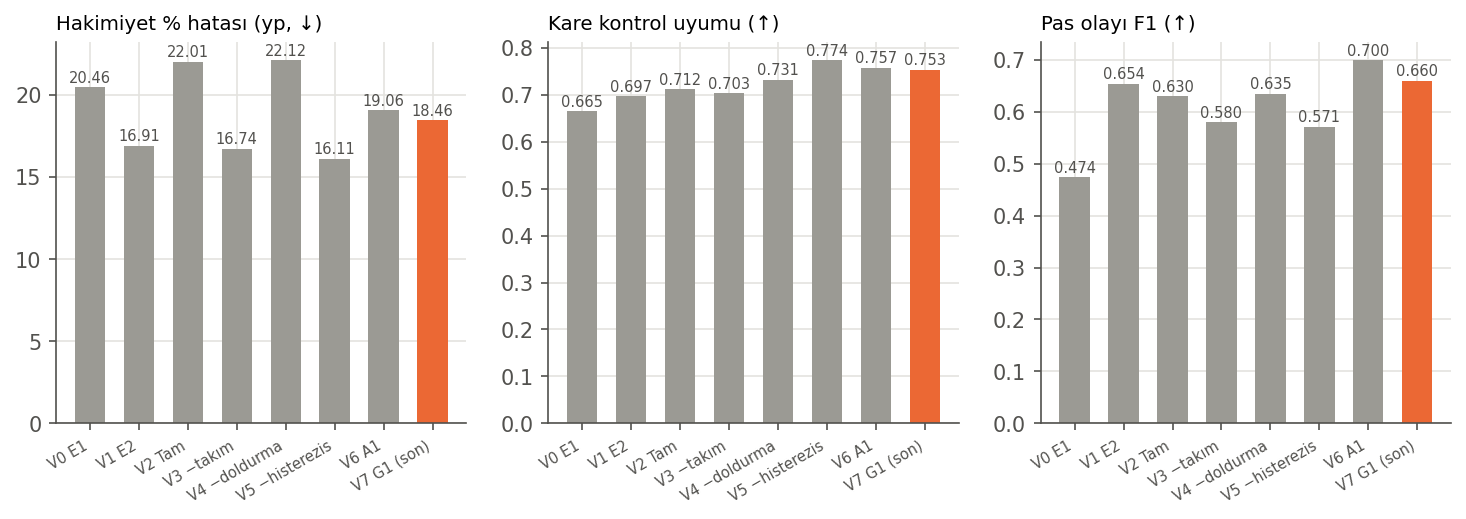 Hakimiyet % hatası (yp, ↓)
20
15
10
5
0
20.46
16.91
22.01
16.74
22.12
16.11
19.06
18.46
V0 E1
V1 E2
V2 Tam
V3 −takım
V4 −doldurma
V5 −histerezis
V6 A1
V7 G1 (son)
Kare kontrol uyumu (↑)
0.8
0.7
0.6
0.5
0.4
0.3
0.2
0.1
0.0
0.665
0.697
0.712
0.703
0.731
0.774
0.757
0.753
V0 E1
V1 E2
V2 Tam
V3 −takım
V4 −doldurma
V5 −histerezis
V6 A1
V7 G1 (son)
Pas olayı F1 (↑)
0.7
0.6
0.5
0.4
0.3
0.2
0.1
0.0
0.474
0.654
0.630
0.580
0.635
0.571
0.700
0.660
V0 E1
V1 E2
V2 Tam
V3 −takım
V4 −doldurma
V5 −histerezis
V6 A1
V7 G1 (son)